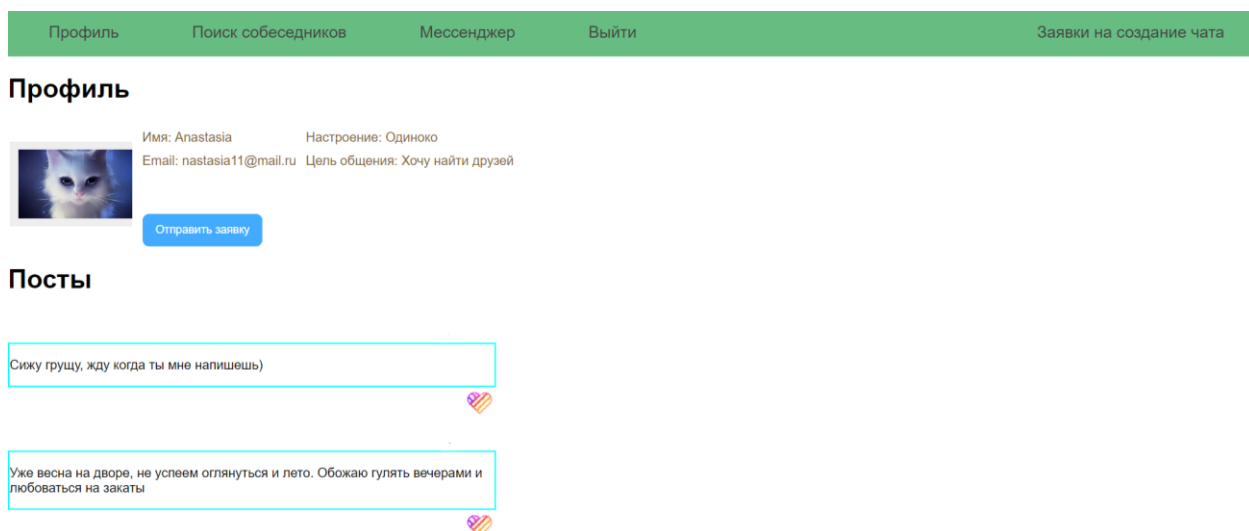 Профиль Поиск собеседников Мессенджер Выйти Заявки на создание чата
Профиль
Имя: Anastasia Настроение: Одиноко
Email: nastasia11@mail.ru Цель общения: Хочу найти друзей
Отправить заявку
Посты
Сижу грущу, жду когда ты мне напишешь)
Уже весна на дворе, не успеем оглянуться и лето. Обожаю гулять вечерами и
любоваться на закаты